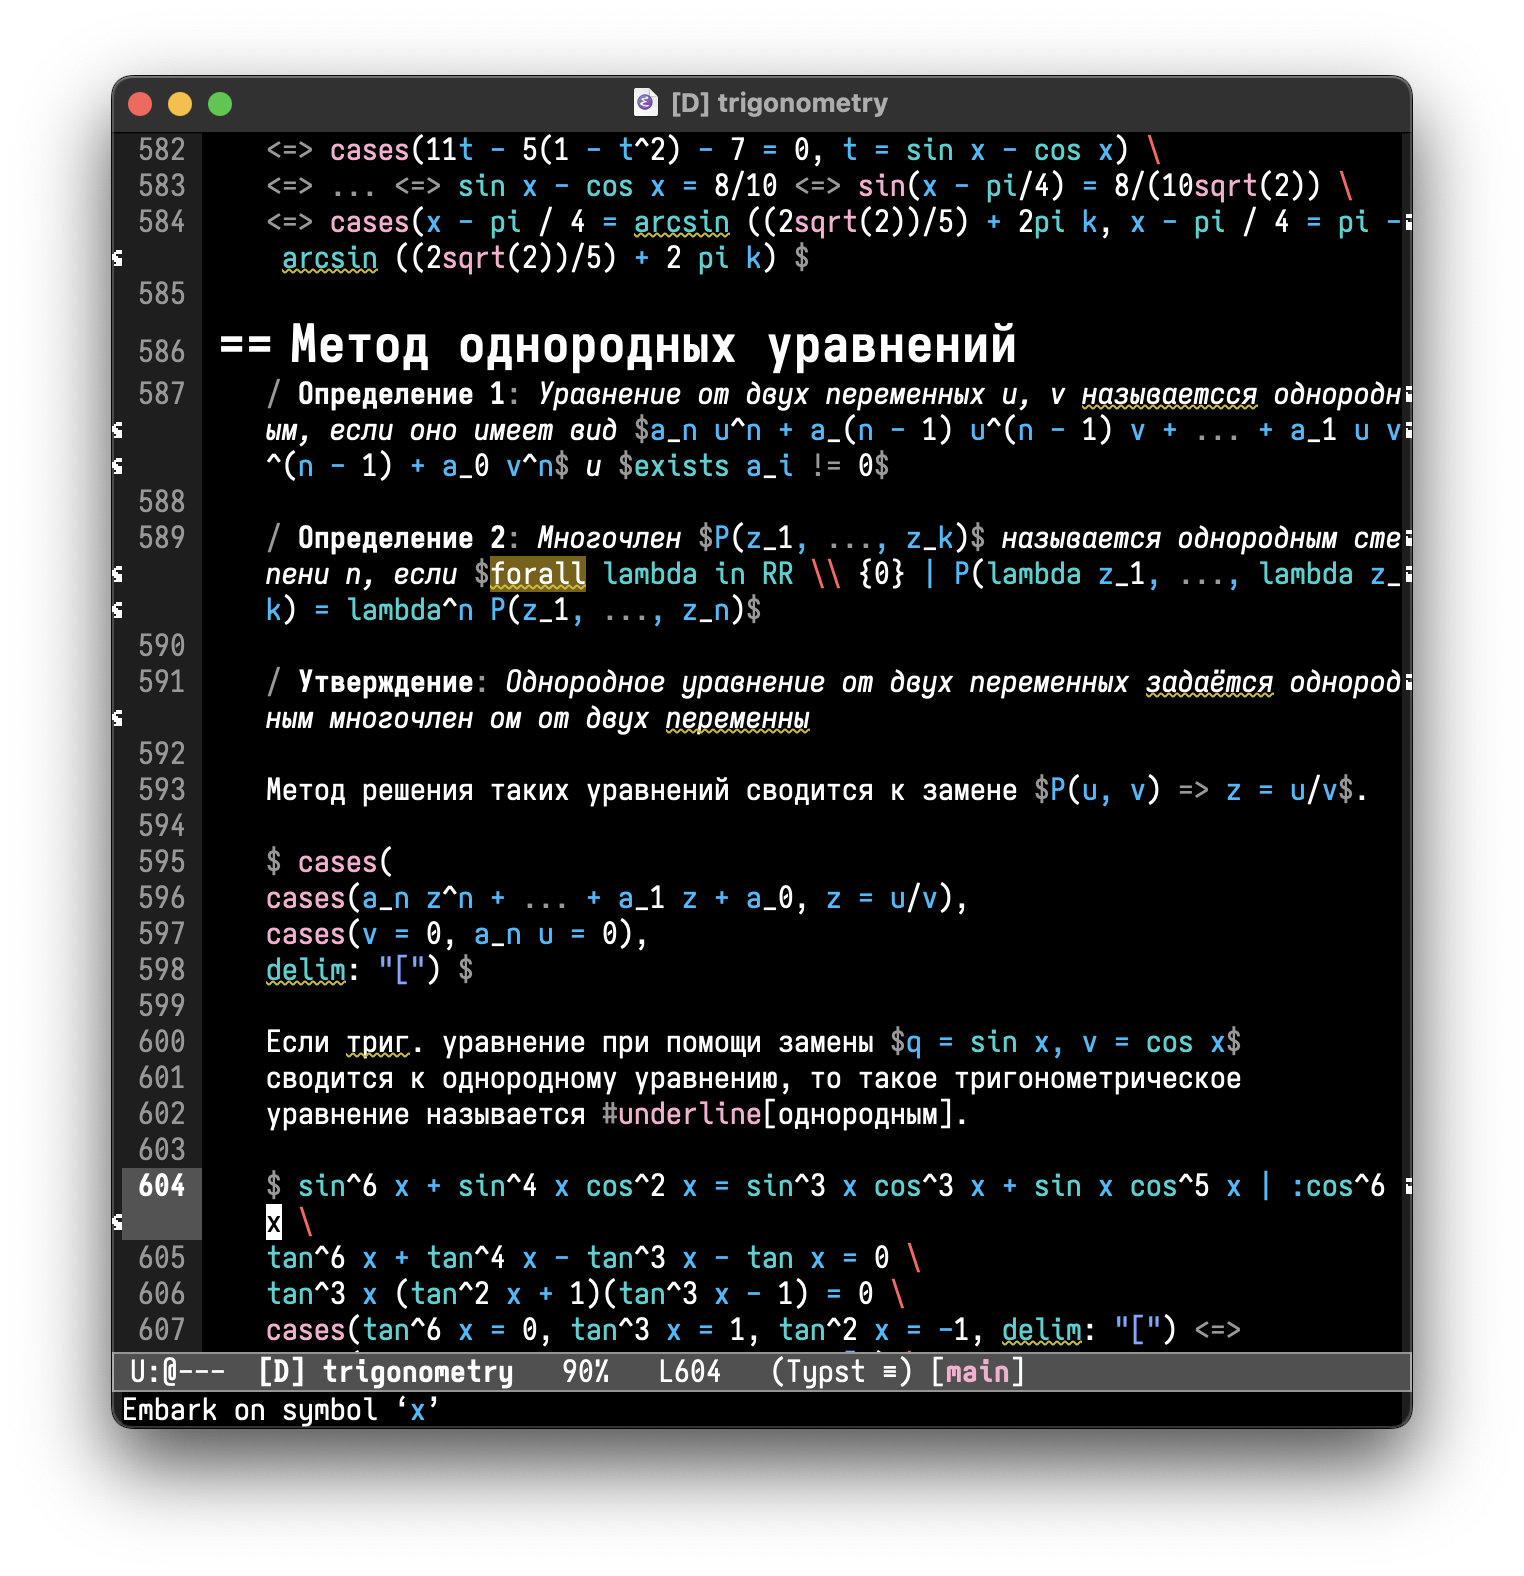 [D] trigonometry
582 <=> cases(11t - 5(1 - t^2) - 7 = 0, t = sin x - cos x) \
583 <=> ... <=> sin x - cos x = 8/10 <=> sin(x - pi/4) = 8/(10sqrt(2)) \
584 <=> cases(x - pi / 4 = arcsin ((2sqrt(2))/5) + 2pi k, x - pi / 4 = pi -
arcsin ((2sqrt(2))/5) + 2 pi k) $
585
586 == Метод однородных уравнений
587 / Определение 1: Уравнение от двух переменных u, v называетсся однородн
ым, если оно имеет вид $a_n u^n + a_(n - 1) u^(n - 1) v + ... + a_1 u v
^(n - 1) + a_0 v^n$ и $exists a_i != 0$
588
589 / Определение 2: Многочлен $P(z_1, ..., z_k)$ называется однородным сте
пени n, если $forall lambda in RR \\ {0} | P(lambda z_1, ..., lambda z_
k) = lambda^n P(z_1, ..., z_n)$
590
591 / Утверждение: Однородное уравнение от двух переменных задаётся однород
ным многочлен ом от двух переменны
592
593 Метод решения таких уравнений сводится к замене $P(u, v) => z = u/v$.
594
595 $ cases(
596 cases(a_n z^n + ... + a_1 z + a_0, z = u/v),
597 cases(v = 0, a_n u = 0),
598 delim: "[") $
599
600 Если триг. уравнение при помощи замены $q = sin x, v = cos x$
601 сводится к однородному уравнению, то такое тригонометрическое
602 уравнение называется #underline[однородным].
603
604 $ sin^6 x + sin^4 x cos^2 x = sin^3 x cos^3 x + sin x cos^5 x | :cos^6
x \
605 tan^6 x + tan^4 x - tan^3 x - tan x = 0 \
606 tan^3 x (tan^2 x + 1)(tan^3 x - 1) = 0 \
607 cases(tan^6 x = 0, tan^3 x = 1, tan^2 x = -1, delim: "[") <=>
U:@--- [D] trigonometry 90% L604 (Typst ≡) [main]
Embark on symbol ‘x’